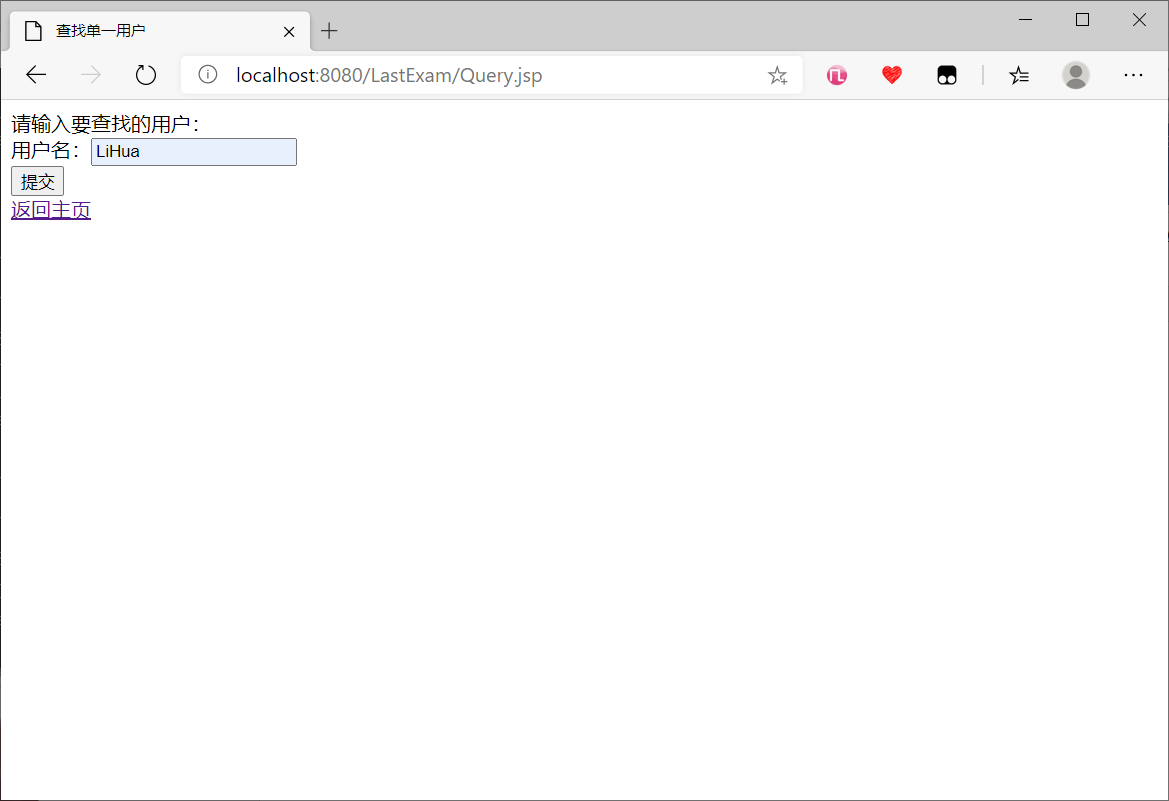 查找单一用户
localhost:8080/LastExam/Query.jsp
请输入要查找的用户：
用户名： LiHua
提交
返回主页